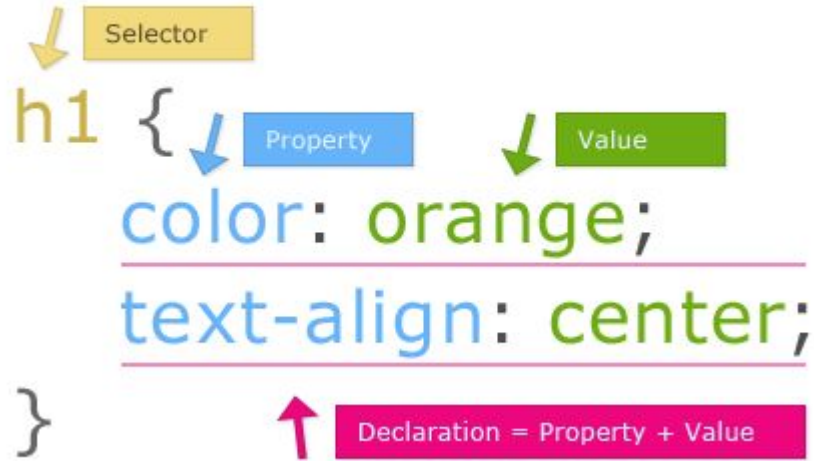 Selector
h1 {
Property
Value
color: orange;
text-align: center;
}
Declaration = Property + Value